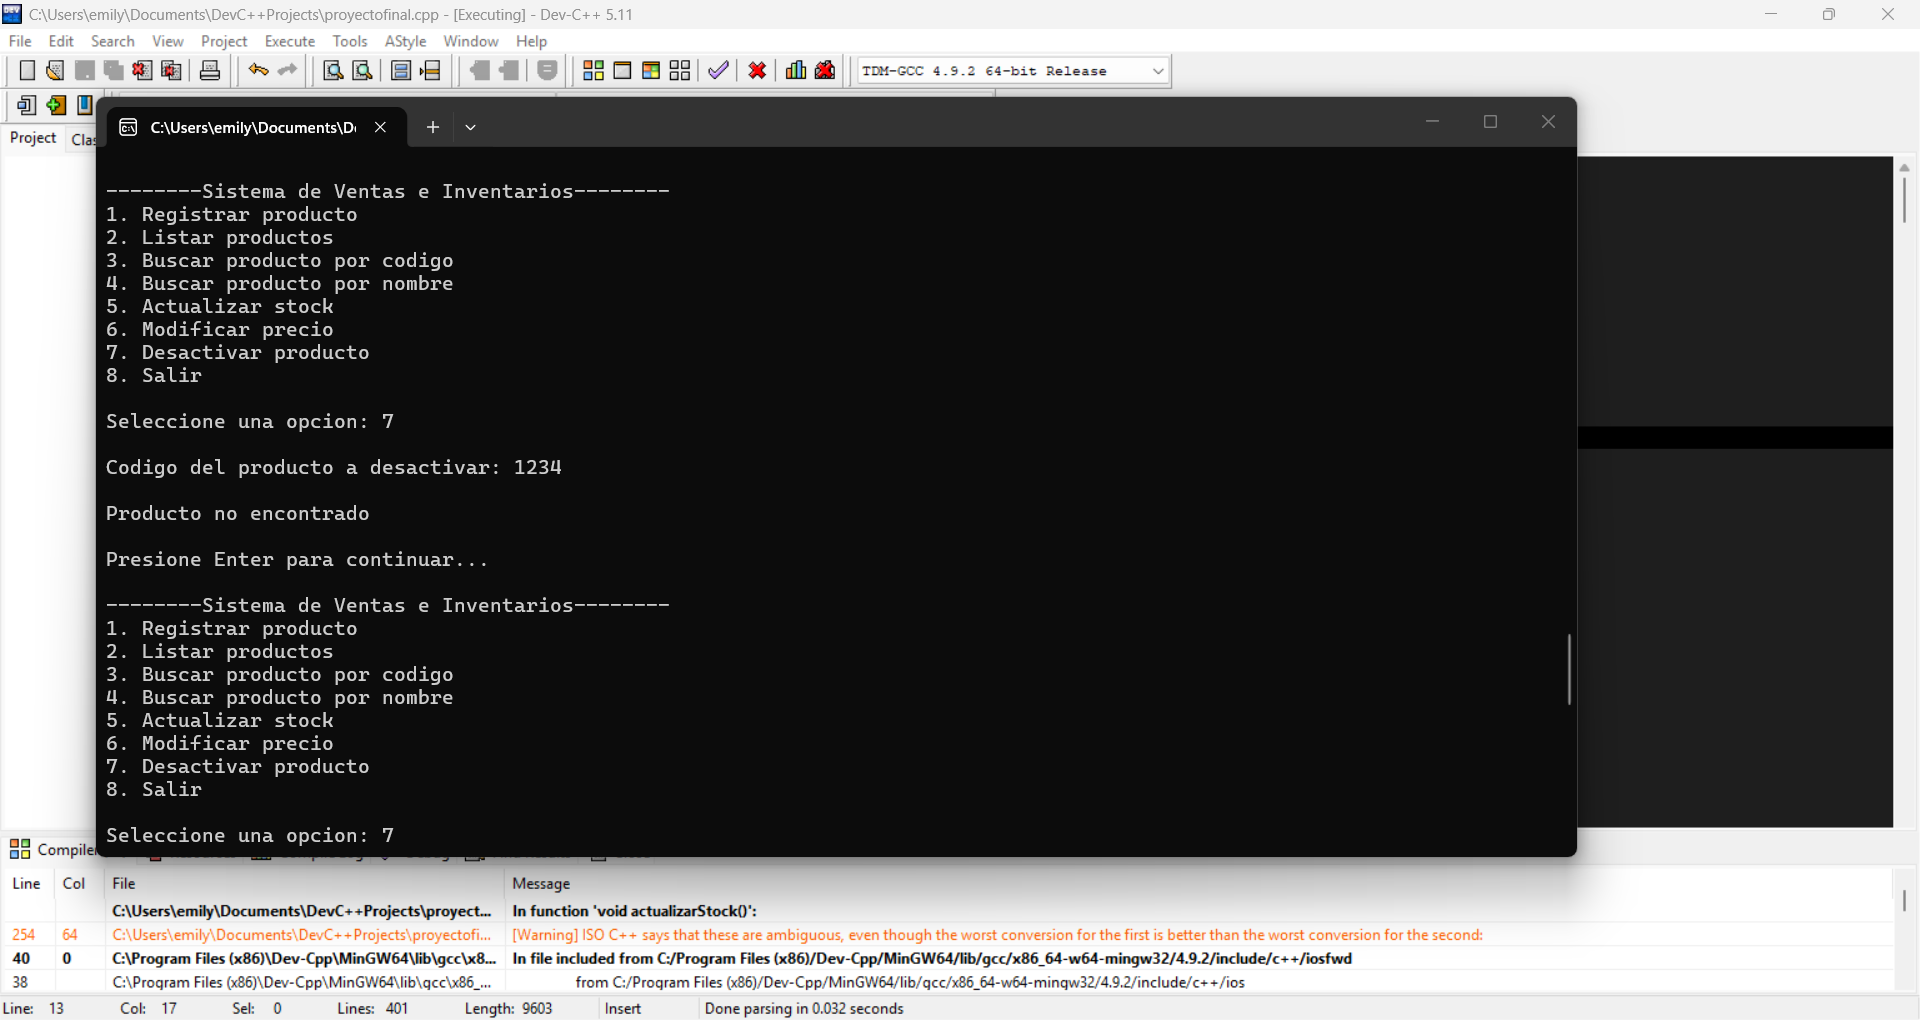 C:\Users\emily\Documents\DevC++Projects\proyectofinal.cpp - [Executing] - Dev-C++ 5.11
File Edit Search View Project Execute Tools AStyle Window Help
TDM-GCC 4.9.2 64-bit Release
Project Clas
C:\Users\emily\Documents\D
--------Sistema de Ventas e Inventarios--------
1. Registrar producto
2. Listar productos
3. Buscar producto por codigo
4. Buscar producto por nombre
5. Actualizar stock
6. Modificar precio
7. Desactivar producto
8. Salir
Seleccione una opcion: 7
Codigo del producto a desactivar: 1234
Producto no encontrado
Presione Enter para continuar...
--------Sistema de Ventas e Inventarios--------
1. Registrar producto
2. Listar productos
3. Buscar producto por codigo
4. Buscar producto por nombre
5. Actualizar stock
6. Modificar precio
7. Desactivar producto
8. Salir
Seleccione una opcion: 7
Compiler
Line Col File Message
C:\Users\emily\Documents\DevC++Projects\proyect... In function 'void actualizarStock()':
254 64 C:\Users\emily\Documents\DevC++Projects\proyectofi... [Warning] ISO C++ says that these are ambiguous, even though the worst conversion for the first is better than the worst conversion for the second:
40 0 C:\Program Files (x86)\Dev-Cpp\MinGW64\lib\gcc\x8... In file included from C:/Program Files (x86)/Dev-Cpp/MinGW64/lib/gcc/x86_64-w64-mingw32/4.9.2/include/c++/iosfwd
38 C:\Program Files (x86)\Dev-Cpp\MinGW64\lib\gcc\x86_... from C:/Program Files (x86)/Dev-Cpp/MinGW64/lib/gcc/x86_64-w64-mingw32/4.9.2/include/c++/ios
Line: 13 Col: 17 Sel: 0 Lines: 401 Length: 9603 Insert Done parsing in 0.032 seconds